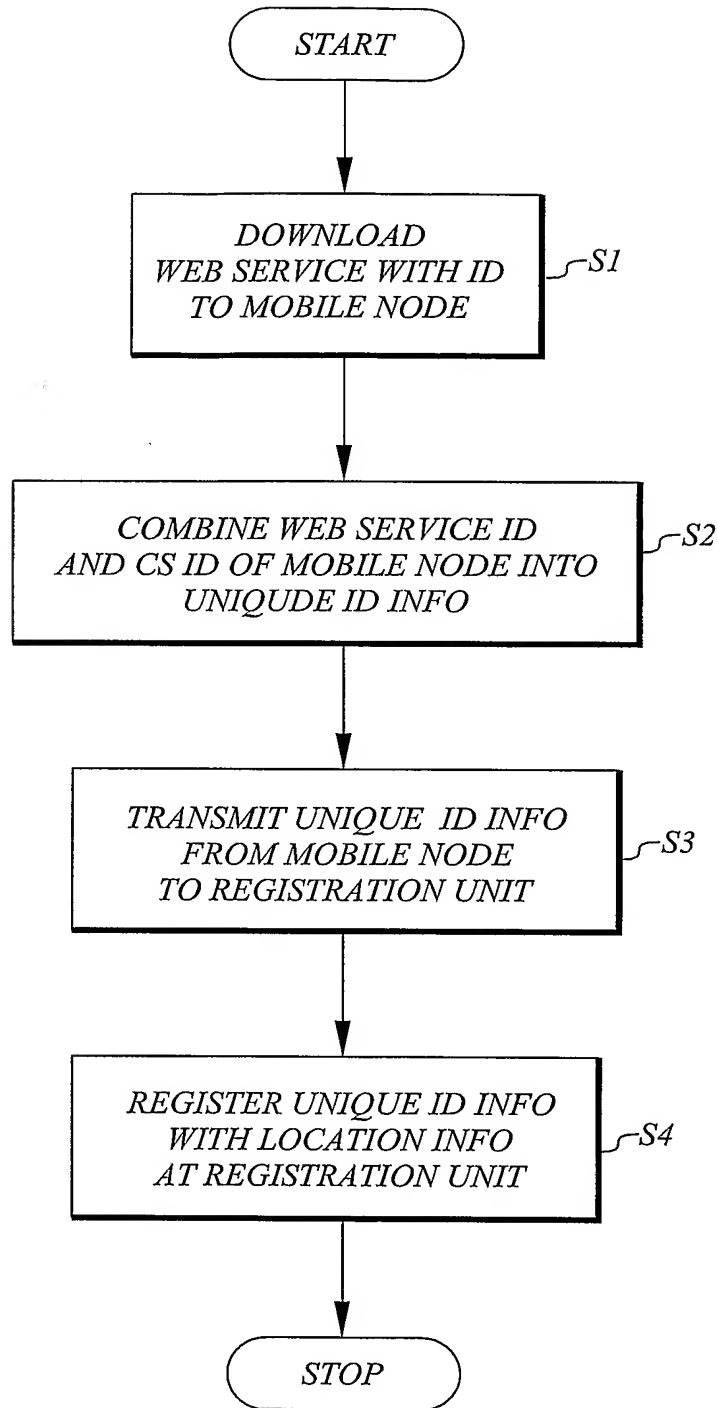 START
DOWNLOAD
WEB SERVICE WITH ID
TO MOBILE NODE
S1
COMBINE WEB SERVICE ID
AND CS ID OF MOBILE NODE INTO
UNIQUDE ID INFO
S2
TRANSMIT UNIQUE ID INFO
FROM MOBILE NODE
TO REGISTRATION UNIT
S3
REGISTER UNIQUE ID INFO
WITH LOCATION INFO
AT REGISTRATION UNIT
S4
STOP